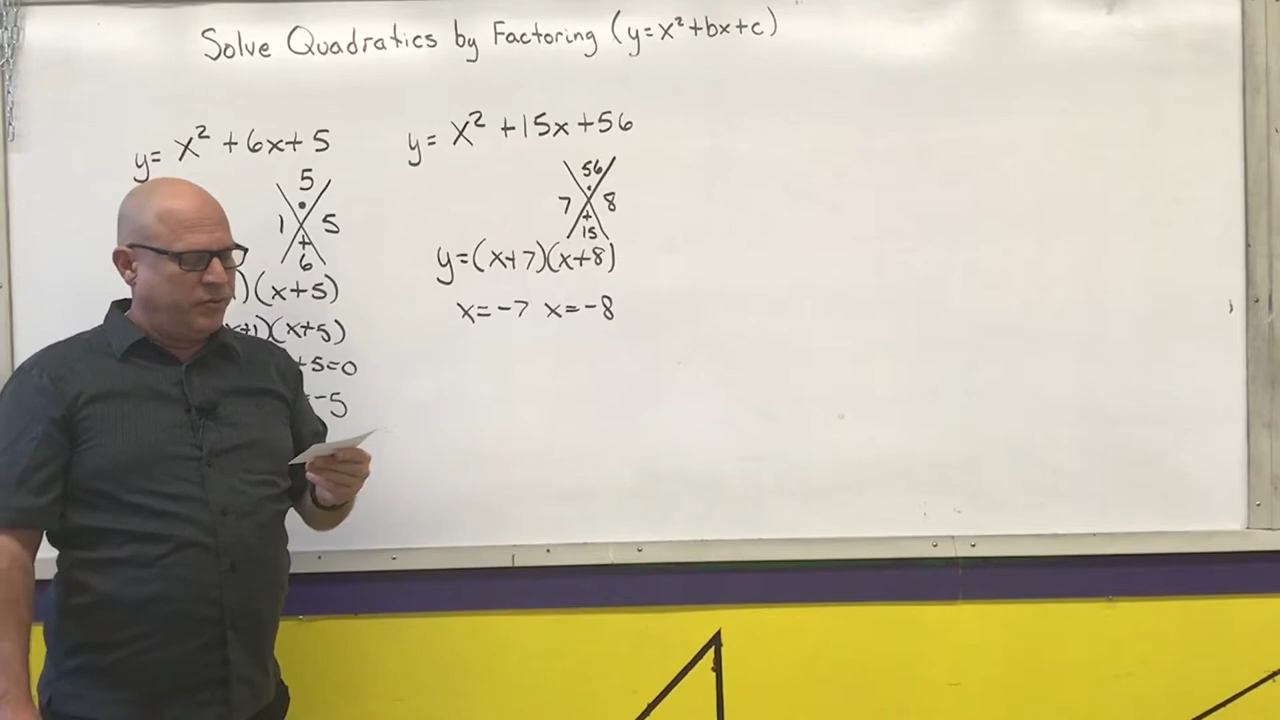 Solve Quadratics by Factoring (y=x²+bx+c)
y= x² +6x+5
5
•
1 5
+
6
)(x+5)
x+1)(x+5)
+5=0
=-5
y= x² +15x+56
56
•
7 8
+
15
y=(x+7)(x+8)
x=-7 x=-8